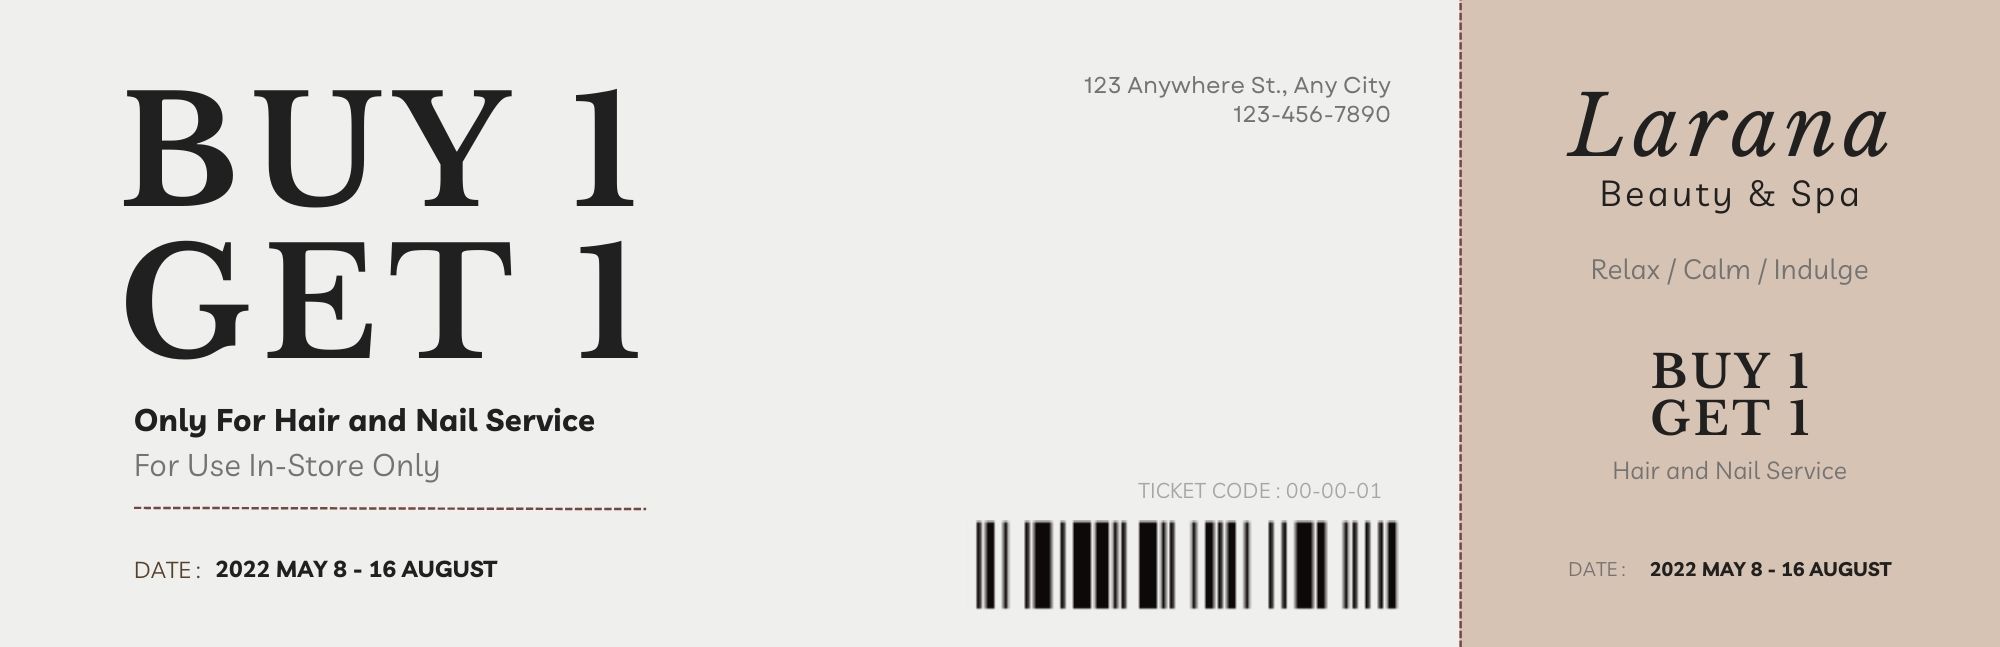 BUY 1
GET 1
Only For Hair and Nail Service
For Use In-Store Only
DATE : 2022 MAY 8 - 16 AUGUST
123 Anywhere St., Any City
123-456-7890
TICKET CODE : 00-00-01
Larana
Beauty & Spa
Relax / Calm / Indulge
BUY 1
GET 1
Hair and Nail Service
DATE : 2022 MAY 8 - 16 AUGUST